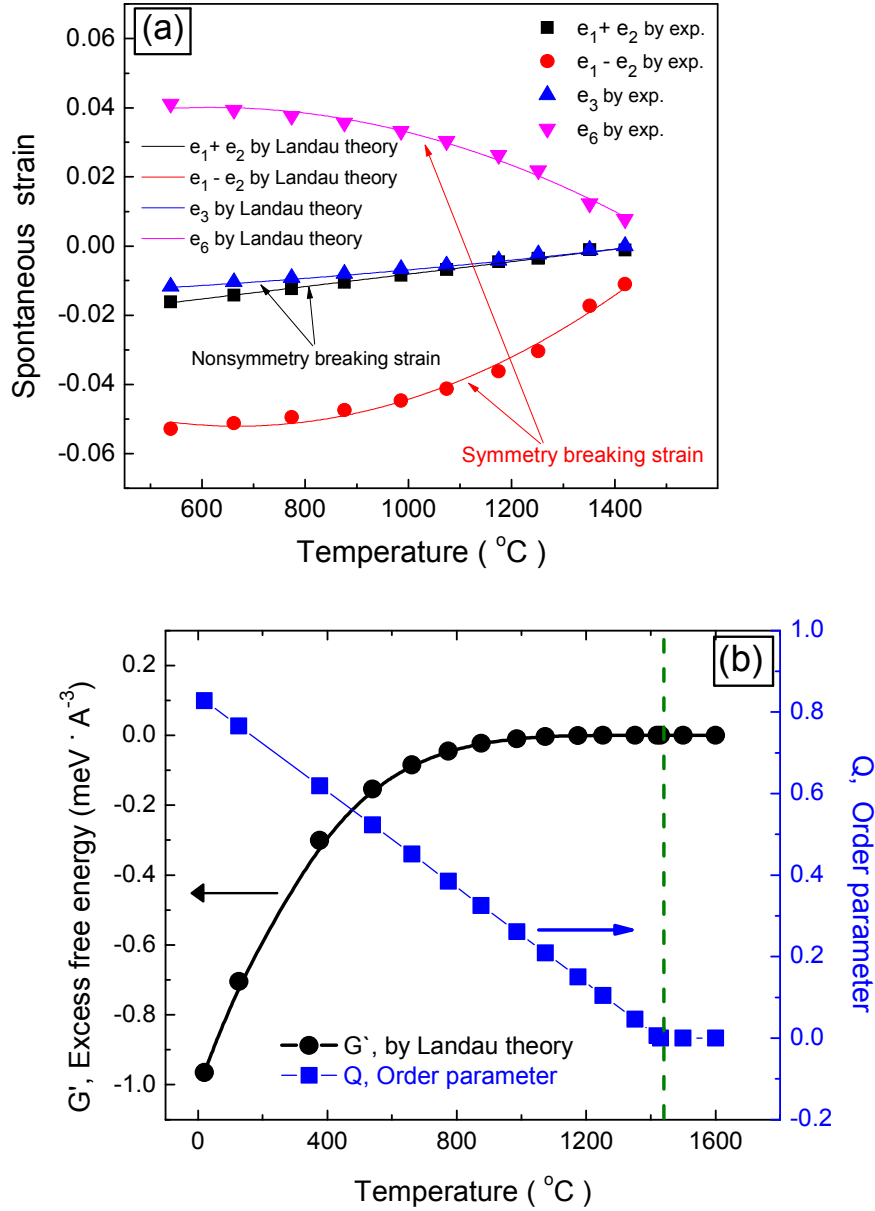 (a)
e1+ e2 by exp.
e1 - e2 by exp.
e3 by exp.
e6 by exp.
e1+ e2 by Landau theory
e1 - e2 by Landau theory
e3 by Landau theory
e6 by Landau theory
Nonsymmetry breaking strain
Symmetry breaking strain
0.06
0.04
0.02
0.00
-0.02
-0.04
-0.06
Spontaneous strain
600 800 1000 1200 1400
Temperature ( °C )
(b)
0.2
0.0
-0.2
-0.4
-0.6
-0.8
-1.0
G', Excess free energy (meV · A⁻³)
1.0
0.8
0.6
0.4
0.2
0.0
-0.2
Q, Order parameter
G`, by Landau theory
Q, Order parameter
0 400 800 1200 1600
Temperature ( °C )